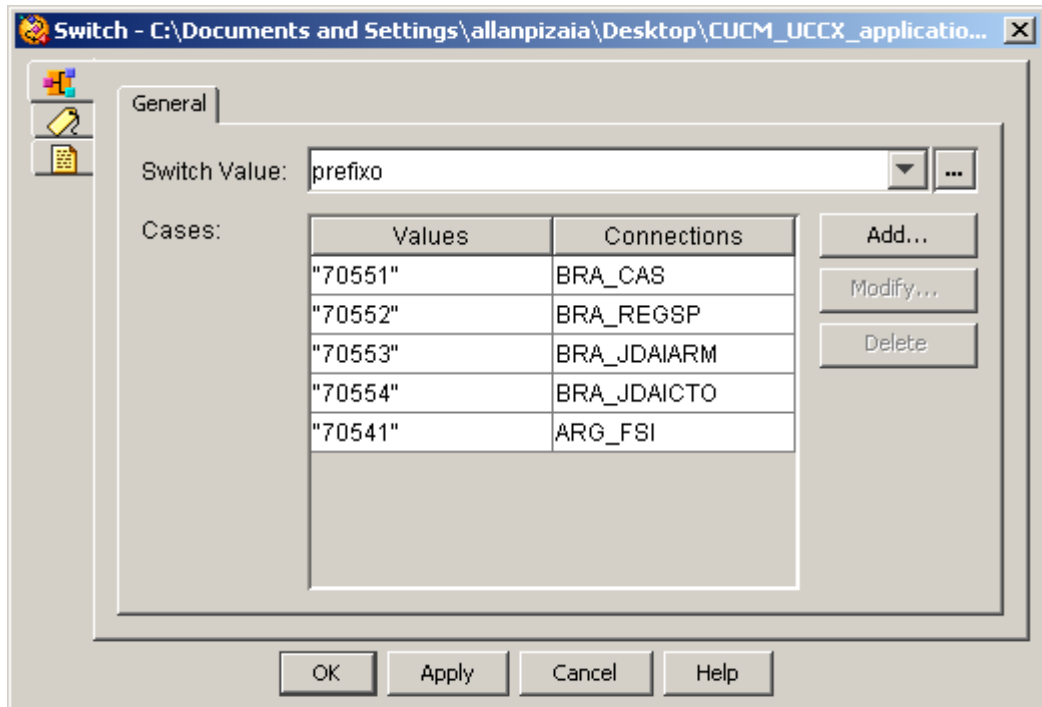 Switch - C:\Documents and Settings\allanpizaia\Desktop\CUCM_UCCX_applicatio...
General
Switch Value: prefixo ...
Cases: Values Connections Add...
"70551" BRA_CAS
Modify...
"70552" BRA_REGSP
"70553" BRA_JDAIARM Delete
"70554" BRA_JDAICTO
"70541" ARG_FSI
OK Apply Cancel Help